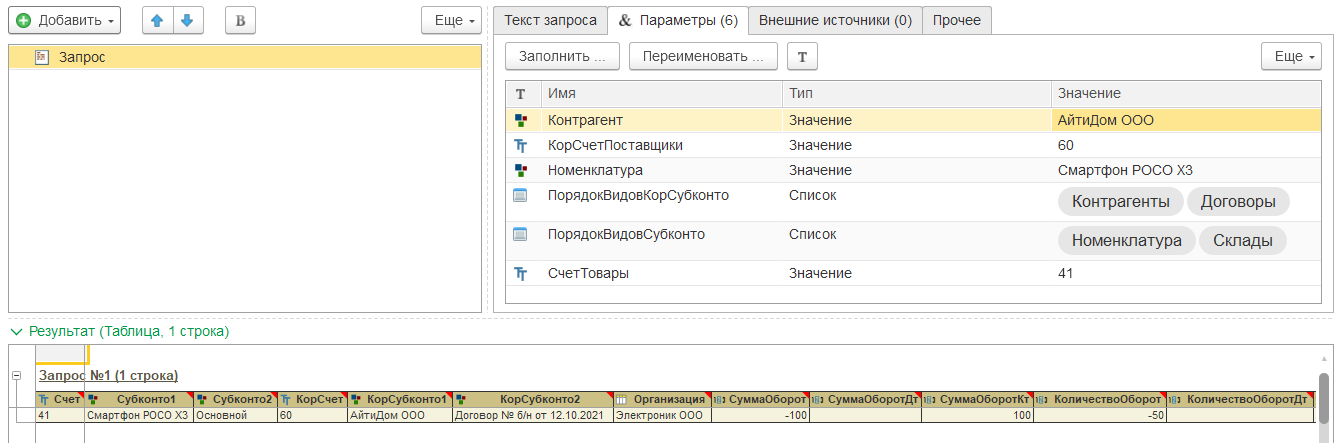 Добавить В Еще
Запрос
Текст запроса & Параметры (6) Внешние источники (0) Прочее
Заполнить ... Переименовать ... Т Еще
Т Имя Тип Значение
Контрагент Значение АйтиДом ООО
КорСчетПоставщики Значение 60
Номенклатура Значение Смартфон POCO X3
ПорядокВидовКорСубконто Список Контрагенты Договоры
ПорядокВидовСубконто Список Номенклатура Склады
СчетТовары Значение 41
Результат (Таблица, 1 строка)
Запрос №1 (1 строка)
Счет Субконто1 Субконто2 КорСчет КорСубконто1 КорСубконто2 Организация СуммаОборот СуммаОборотДт СуммаОборотКт КоличествоОборот КоличествоОборотДт
41 Смартфон POCO X3 Основной 60 АйтиДом ООО Договор № б/н от 12.10.2021 Электроник ООО -100 100 -50